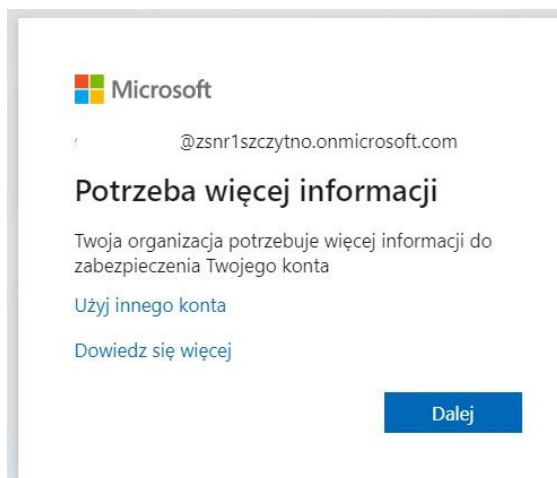 Microsoft
@zsnr1szczytno.onmicrosoft.com
Potrzeba więcej informacji
Twoja organizacja potrzebuje więcej informacji do
zabezpieczenia Twojego konta
Użyj innego konta
Dowiedz się więcej
Dalej